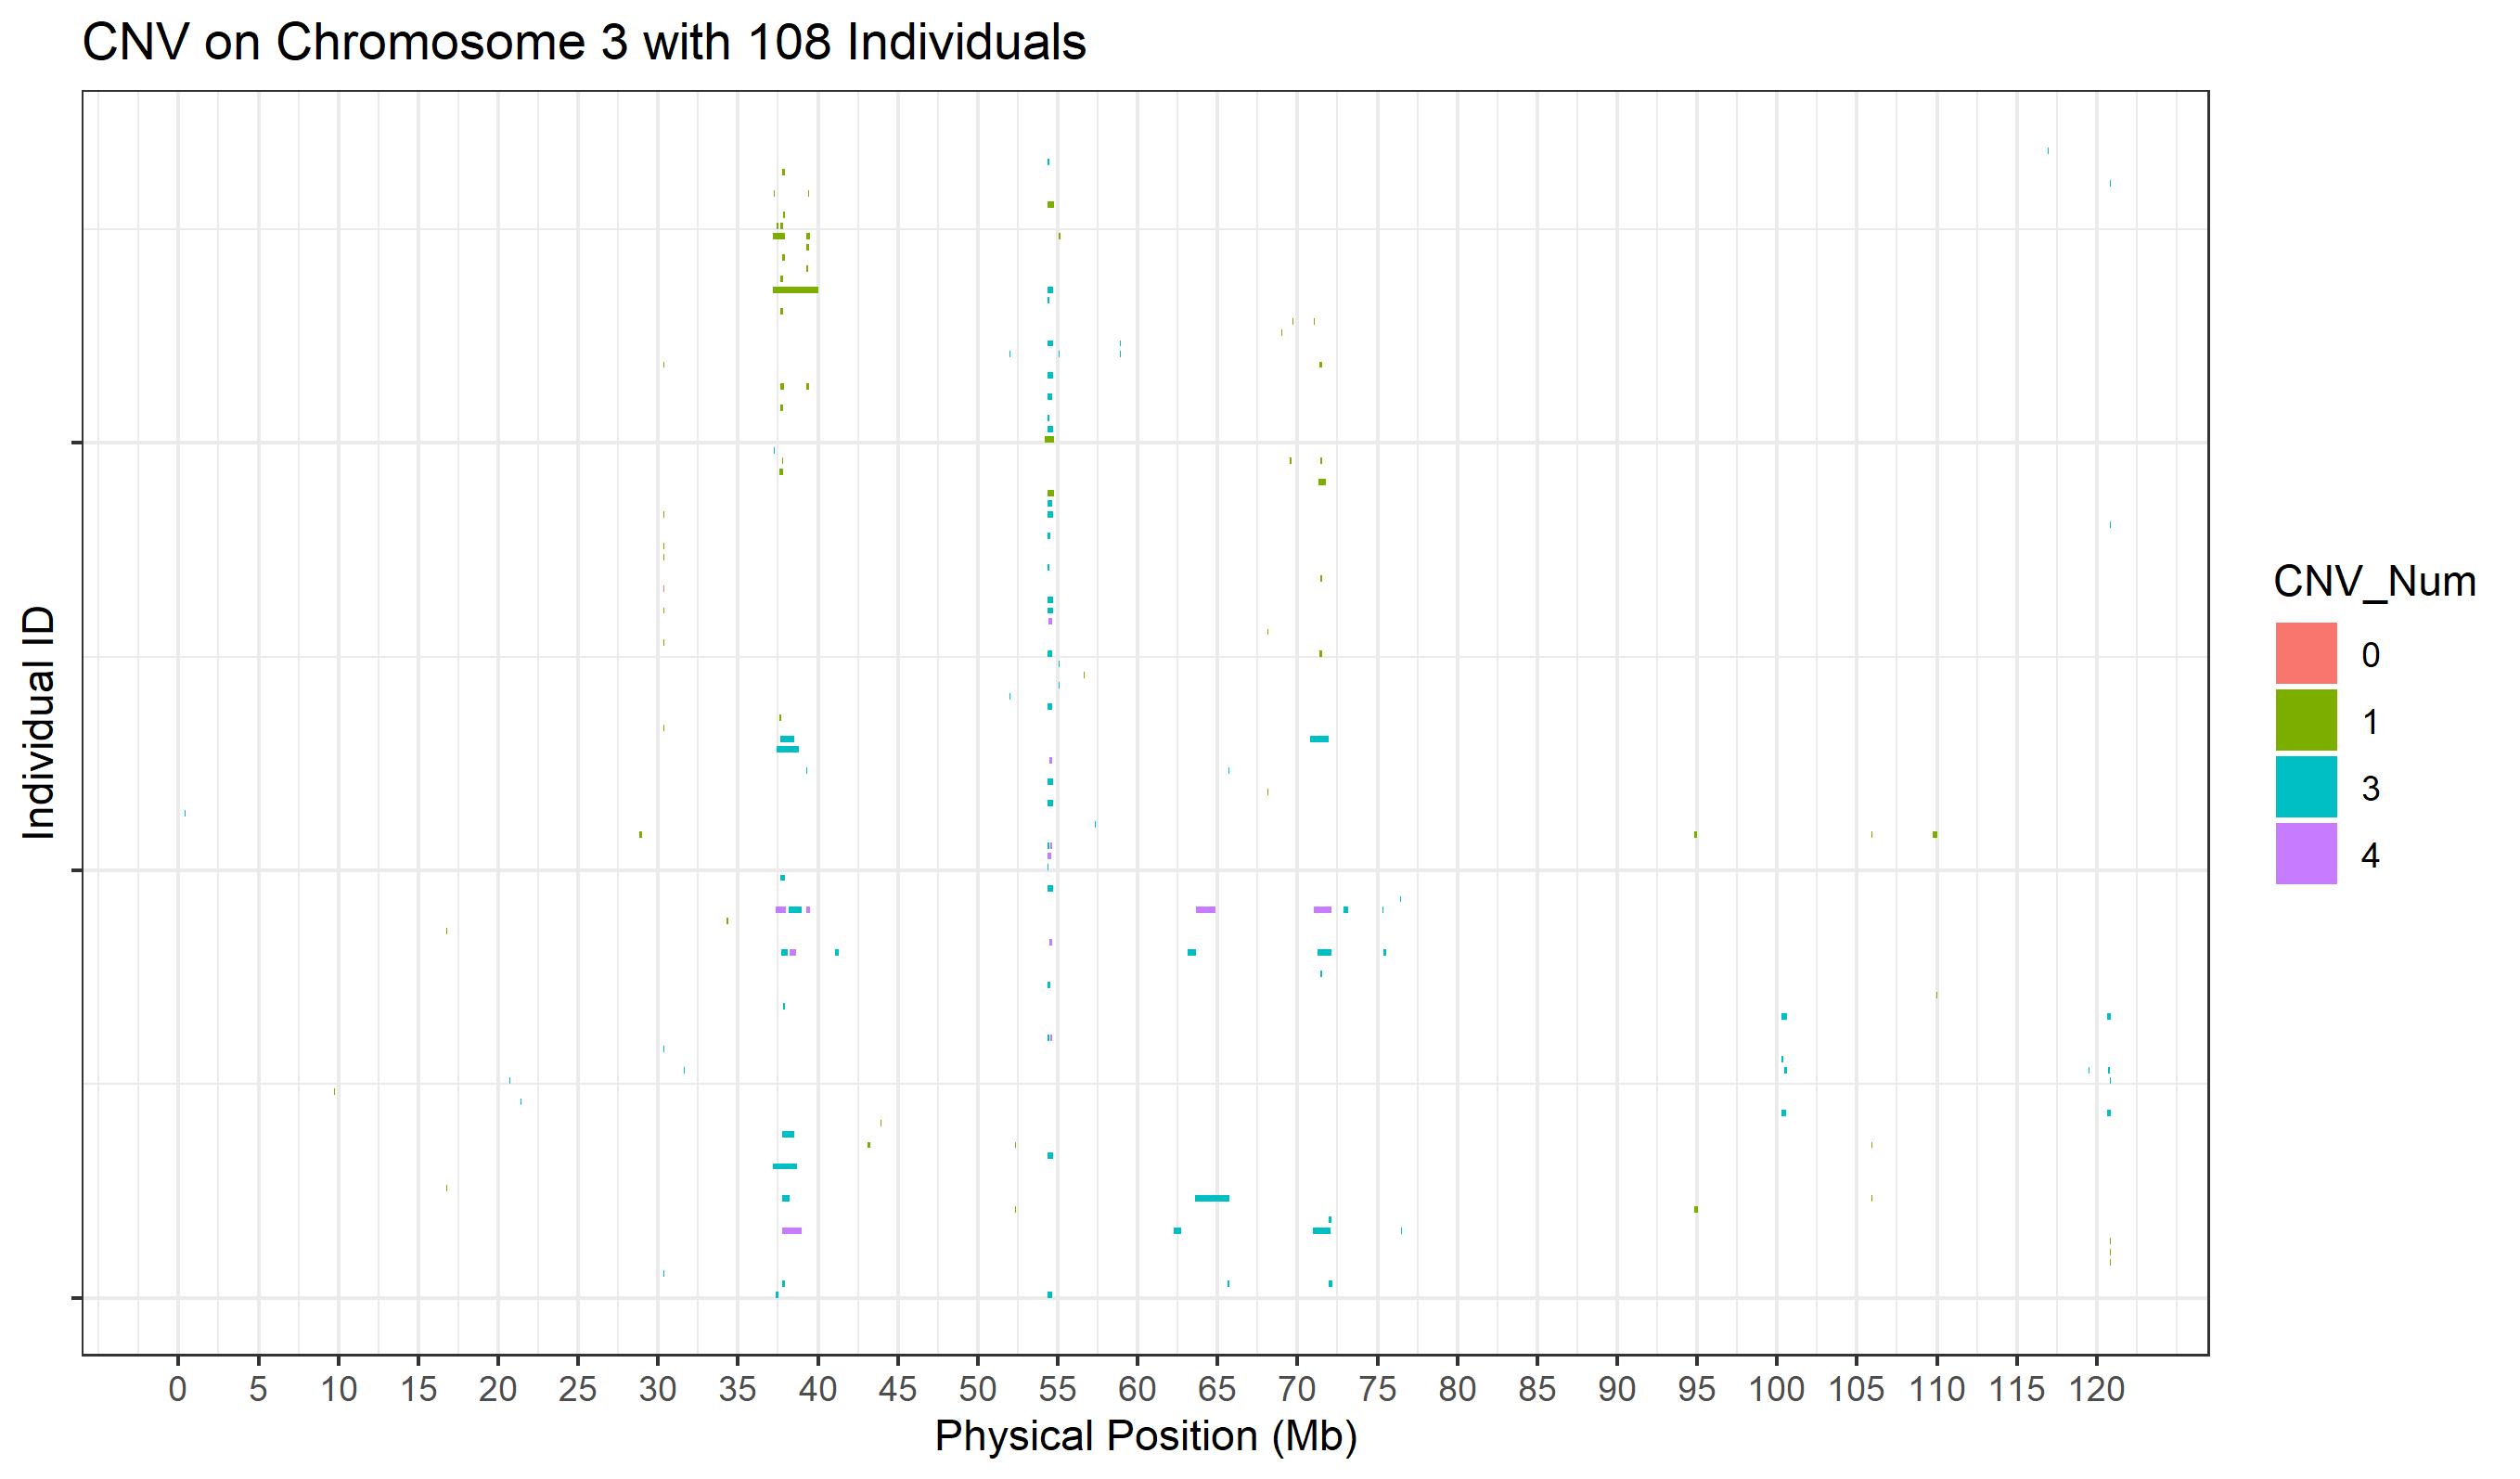 CNV on Chromosome 3 with 108 Individuals
Individual ID
CNV_Num
0
1
3
4
0 5 10 15 20 25 30 35 40 45 50 55 60 65 70 75 80 85 90 95 100 105 110 115 120
Physical Position (Mb)